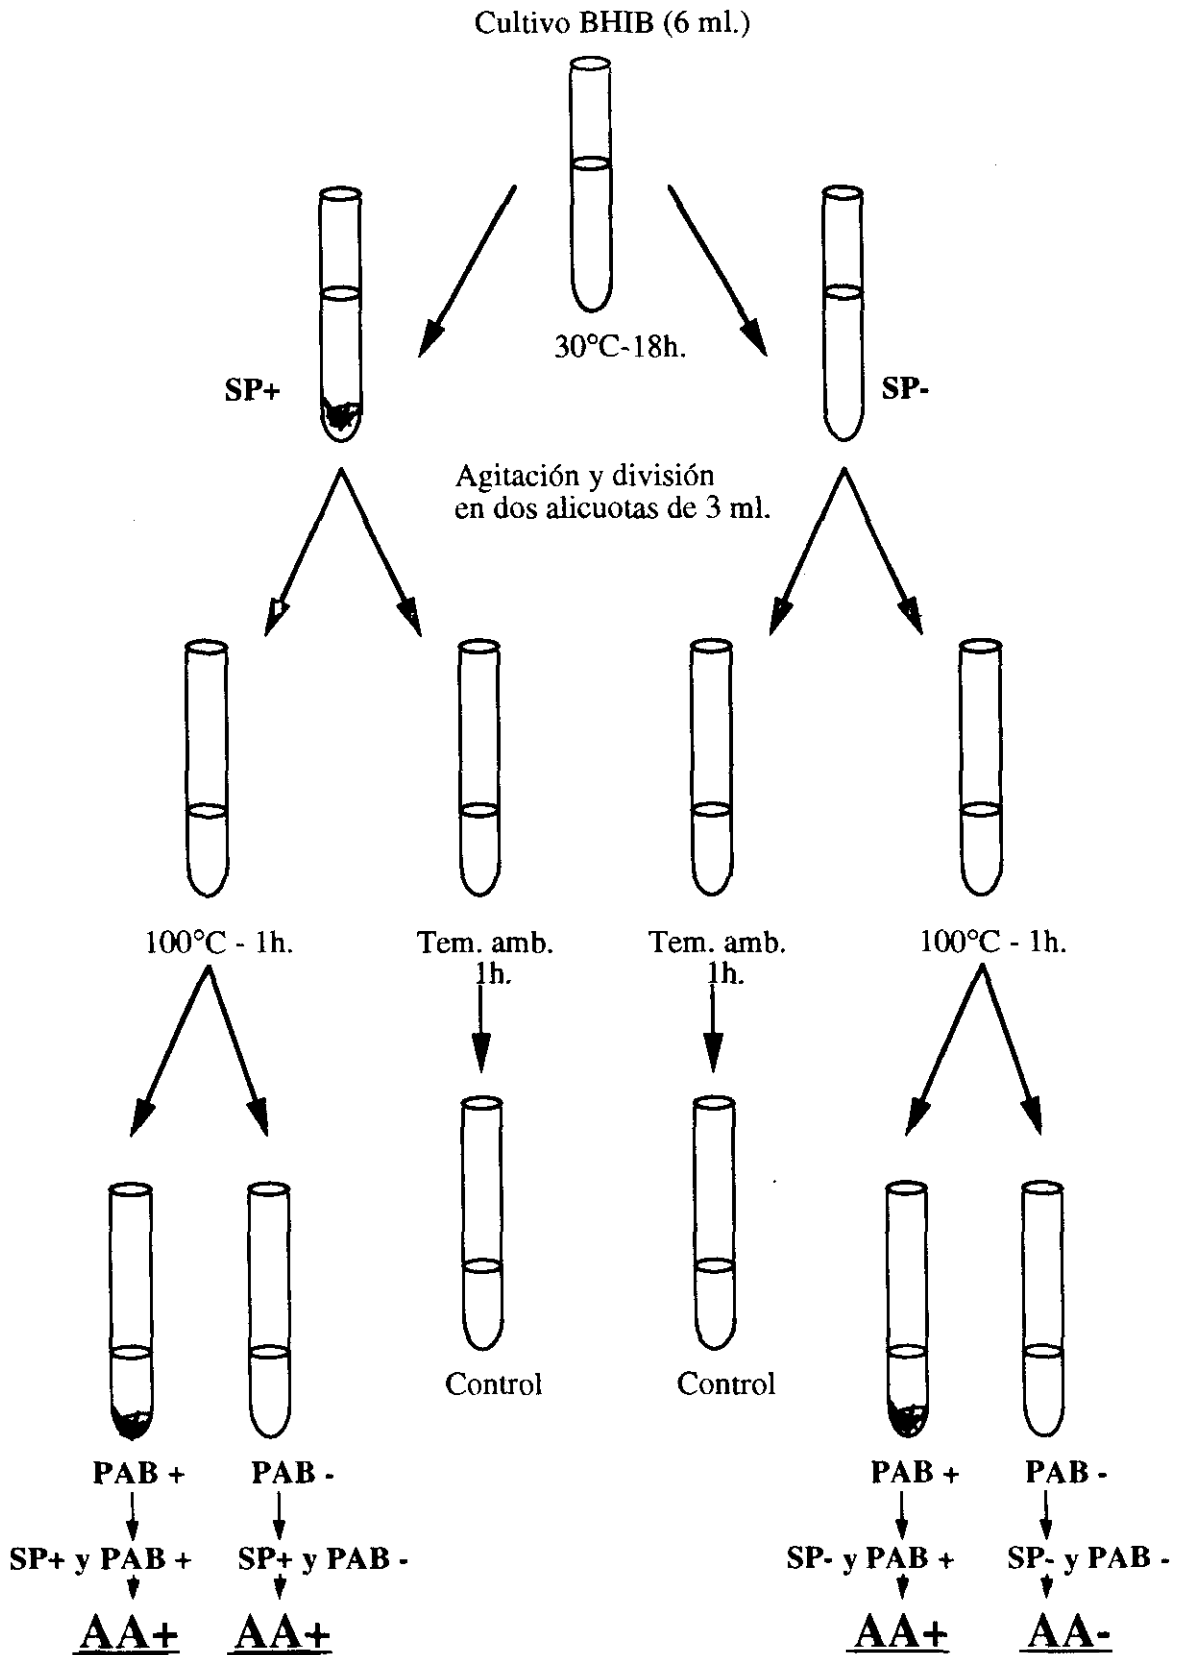 Cultivo BHIB (6 ml.)
30°C-18h.
SP+
SP-
Agitación y división
en dos alicuotas de 3 ml.
100°C - 1h.
Tem. amb.
1h.
Tem. amb.
1h.
100°C - 1h.
Control
Control
PAB +
PAB -
PAB +
PAB -
SP+ y PAB +
SP+ y PAB -
SP- y PAB +
SP- y PAB -
AA+
AA+
AA+
AA-